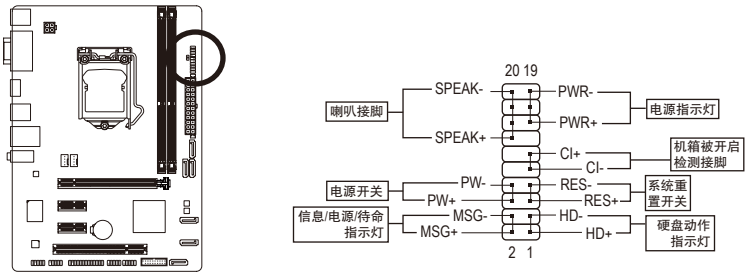 20 19
SPEAK-
PWR-
喇叭接脚
电源指示灯
PWR+
SPEAK+
CI+
机箱被开启
检测接脚
CI-
PW-
RES-
电源开关
系统重
置开关
PW+
RES+
信息/电源/待命
指示灯
MSG-
HD-
硬盘动作
指示灯
MSG+
HD+
2 1